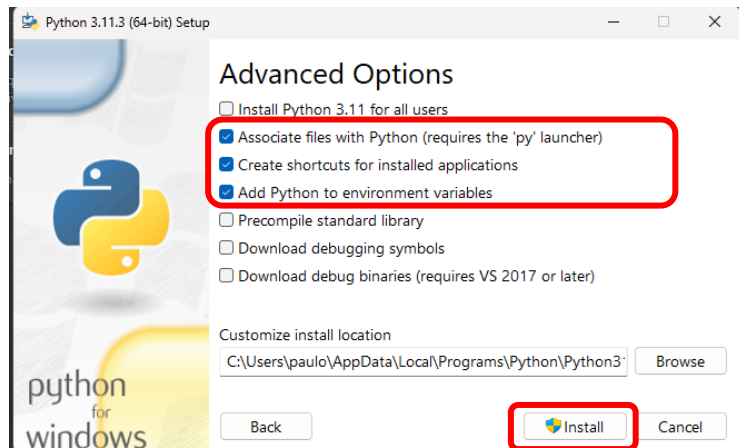 Python 3.11.3 (64-bit) Setup
Advanced Options
Install Python 3.11 for all users
Associate files with Python (requires the 'py' launcher)
Create shortcuts for installed applications
Add Python to environment variables
Precompile standard library
Download debugging symbols
Download debug binaries (requires VS 2017 or later)
Customize install location
C:\Users\paulo\AppData\Local\Programs\Python\Python3 Browse
python
for
windows
Back Install Cancel